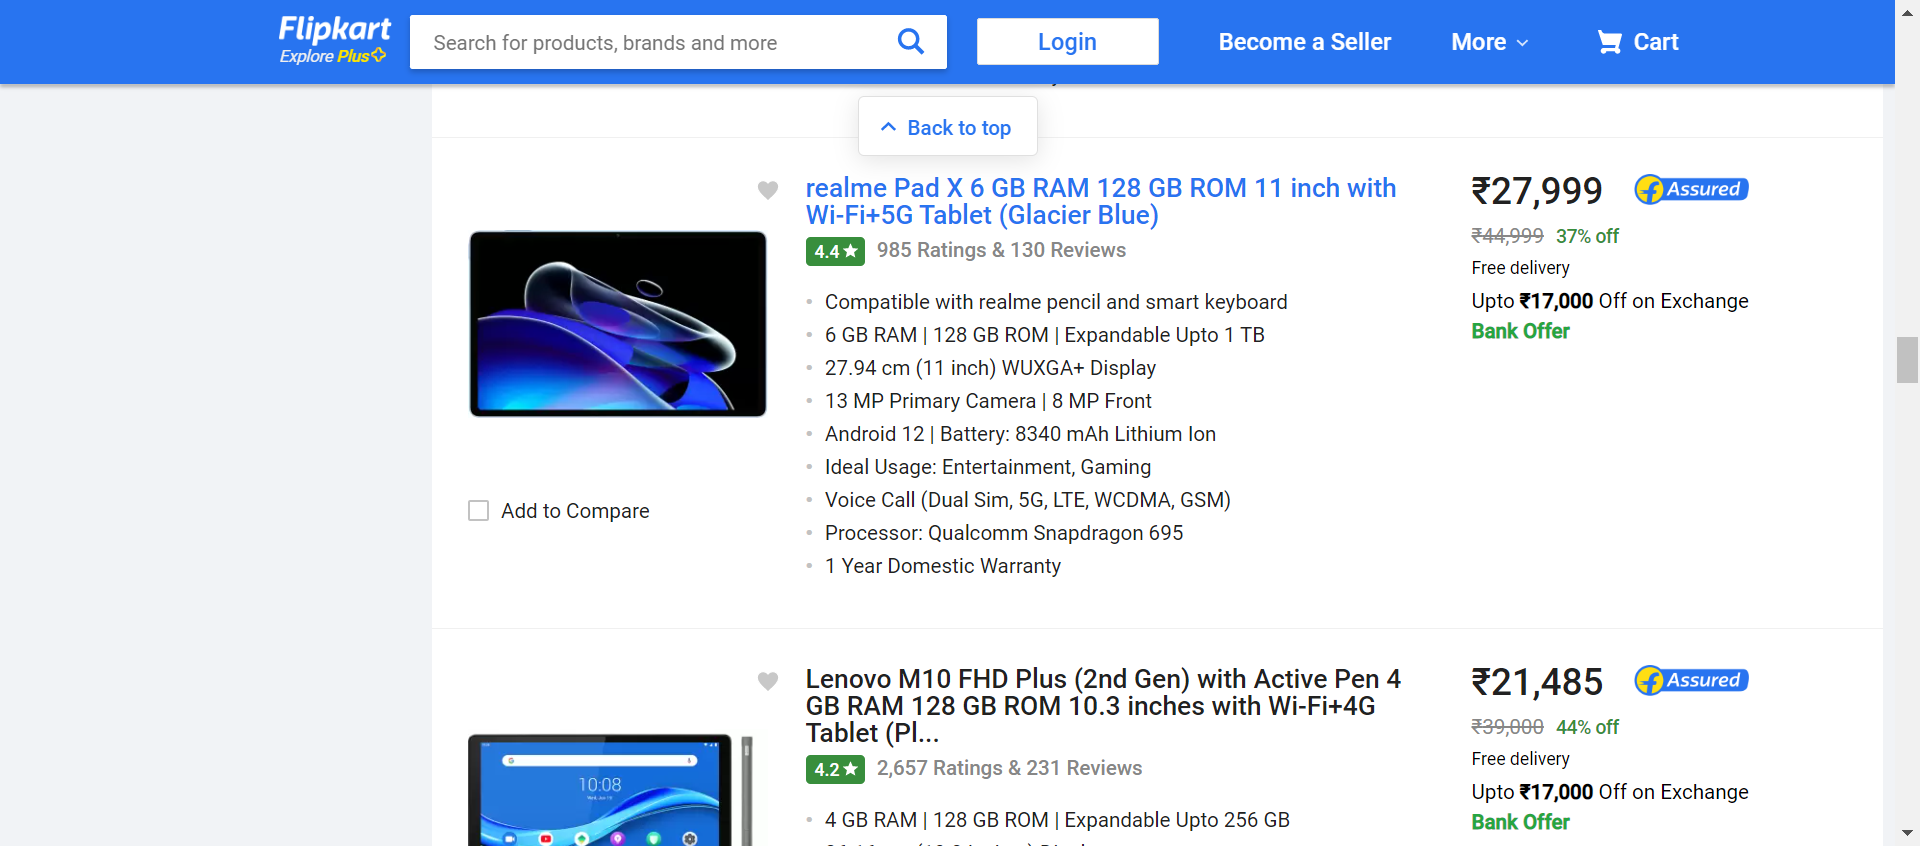 Flipkart
Explore Plus
Search for products, brands and more
Login
Become a Seller
More
Cart
Back to top
realme Pad X 6 GB RAM 128 GB ROM 11 inch with
Wi-Fi+5G Tablet (Glacier Blue)
4.4★
985 Ratings & 130 Reviews
Compatible with realme pencil and smart keyboard
6 GB RAM | 128 GB ROM | Expandable Upto 1 TB
27.94 cm (11 inch) WUXGA+ Display
13 MP Primary Camera | 8 MP Front
Android 12 | Battery: 8340 mAh Lithium Ion
Ideal Usage: Entertainment, Gaming
Voice Call (Dual Sim, 5G, LTE, WCDMA, GSM)
Processor: Qualcomm Snapdragon 695
1 Year Domestic Warranty
₹27,999
Assured
₹44,999 37% off
Free delivery
Upto ₹17,000 Off on Exchange
Bank Offer
Add to Compare
Lenovo M10 FHD Plus (2nd Gen) with Active Pen 4
GB RAM 128 GB ROM 10.3 inches with Wi-Fi+4G
Tablet (Pl...
4.2★
2,657 Ratings & 231 Reviews
4 GB RAM | 128 GB ROM | Expandable Upto 256 GB
₹21,485
Assured
₹39,000 44% off
Free delivery
Upto ₹17,000 Off on Exchange
Bank Offer
10:08